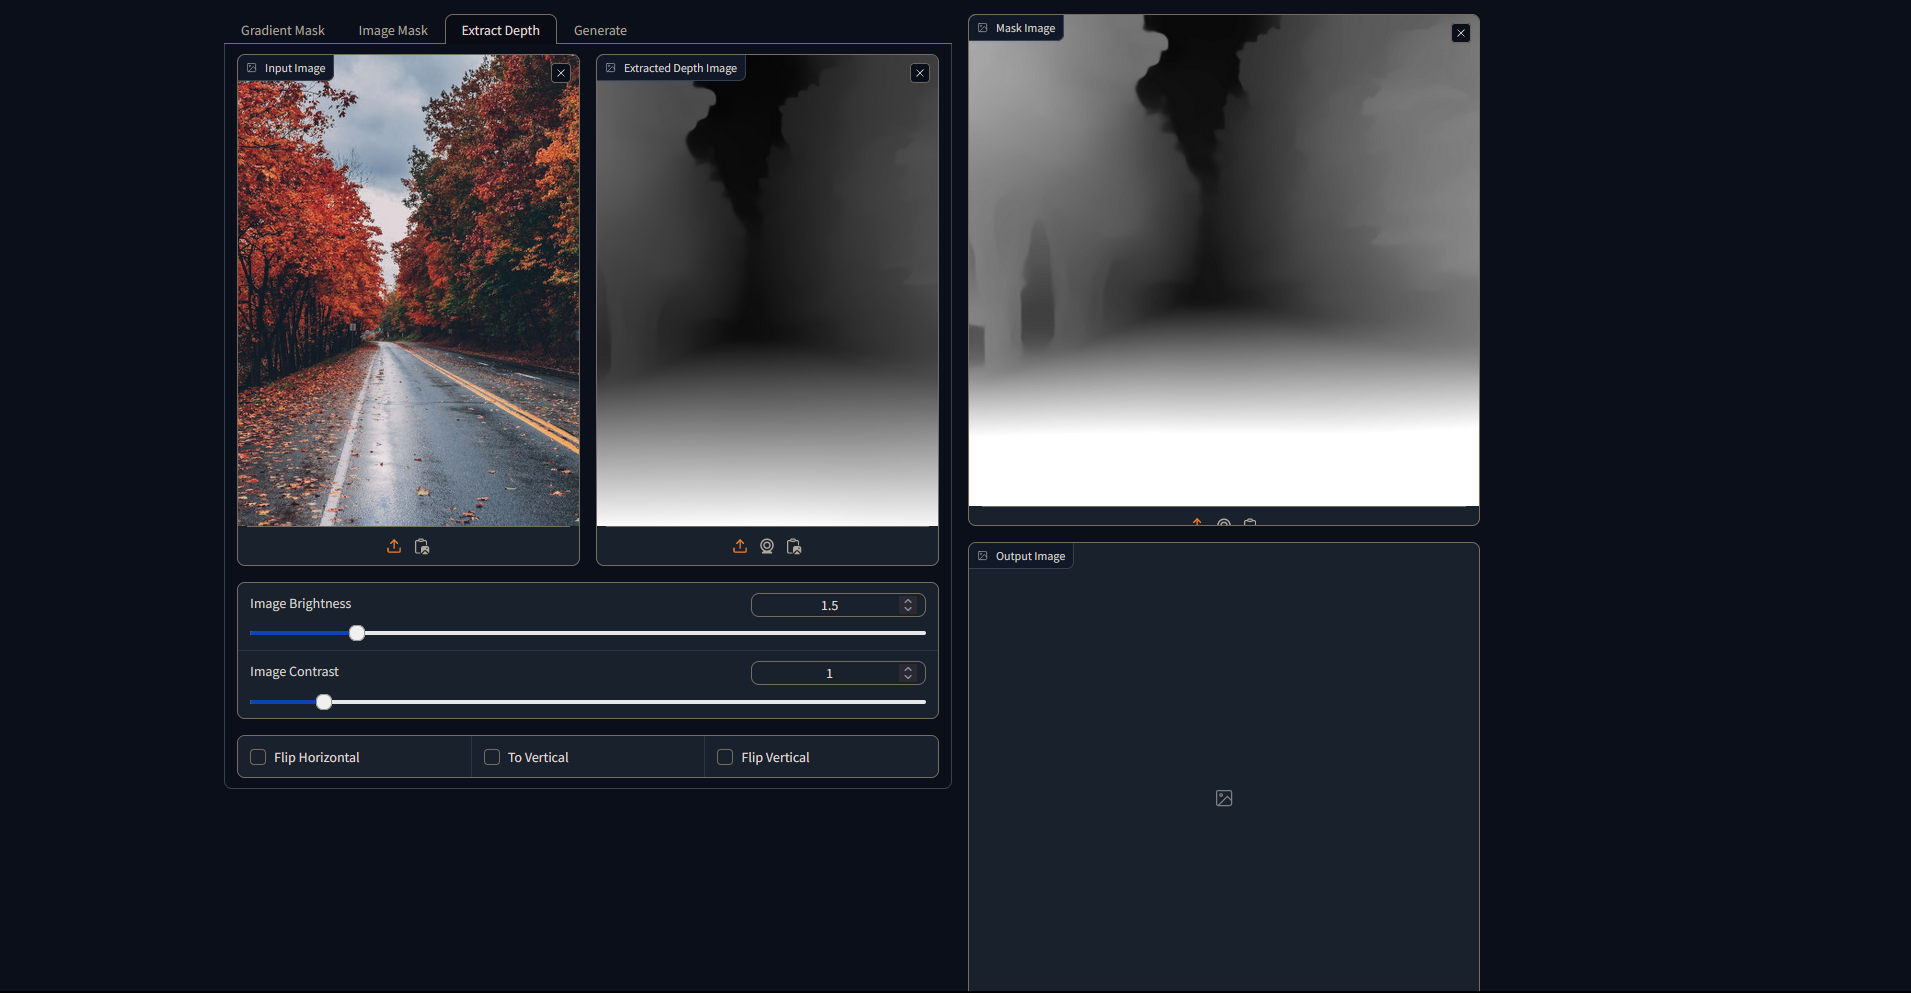 Gradient Mask
Image Mask
Extract Depth
Generate
Input Image
Extracted Depth Image
Image Brightness
1.5
Image Contrast
1
Flip Horizontal
To Vertical
Flip Vertical
Mask Image
Output Image